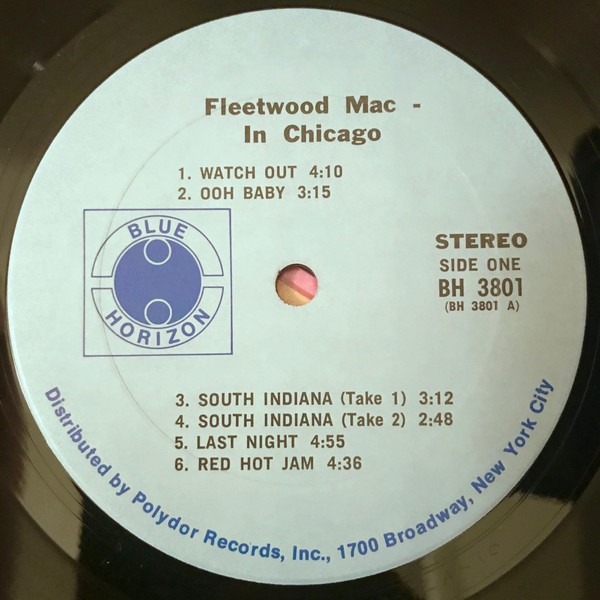 Fleetwood Mac -
In Chicago
1. WATCH OUT 4:10
2. OOH BABY 3:15
BLUE
HORIZON
STEREO
SIDE ONE
BH 3801
(BH 3801 A)
3. SOUTH INDIANA (Take 1) 3:12
4. SOUTH INDIANA (Take 2) 2:48
5. LAST NIGHT 4:55
6. RED HOT JAM 4:36
Distributed by Polydor Records, Inc., 1700 Broadway, New York City